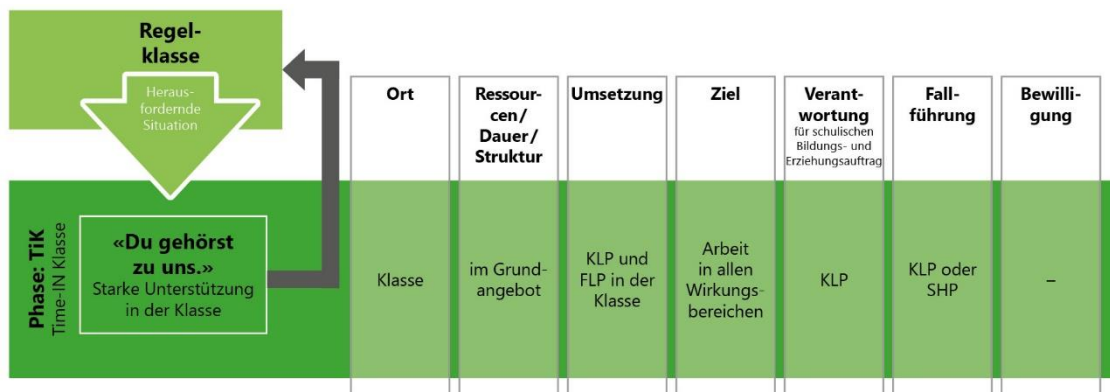 Regel-
klasse
Heraus-
fordernde
Situation
Ort
Ressour-
cen/
Dauer/
Struktur
Umsetzung
Ziel
Verant-
wortung
für schulischen
Bildungs- und
Erziehungsauftrag
Fall-
führung
Bewilli-
gung
Phase: TiK
Time-IN Klasse
«Du gehörst
zu uns.»
Starke Unterstützung
in der Klasse
Klasse
im Grund-
angebot
KLP und
FLP in der
Klasse
Arbeit
in allen
Wirkungs-
bereichen
KLP
KLP oder
SHP
–